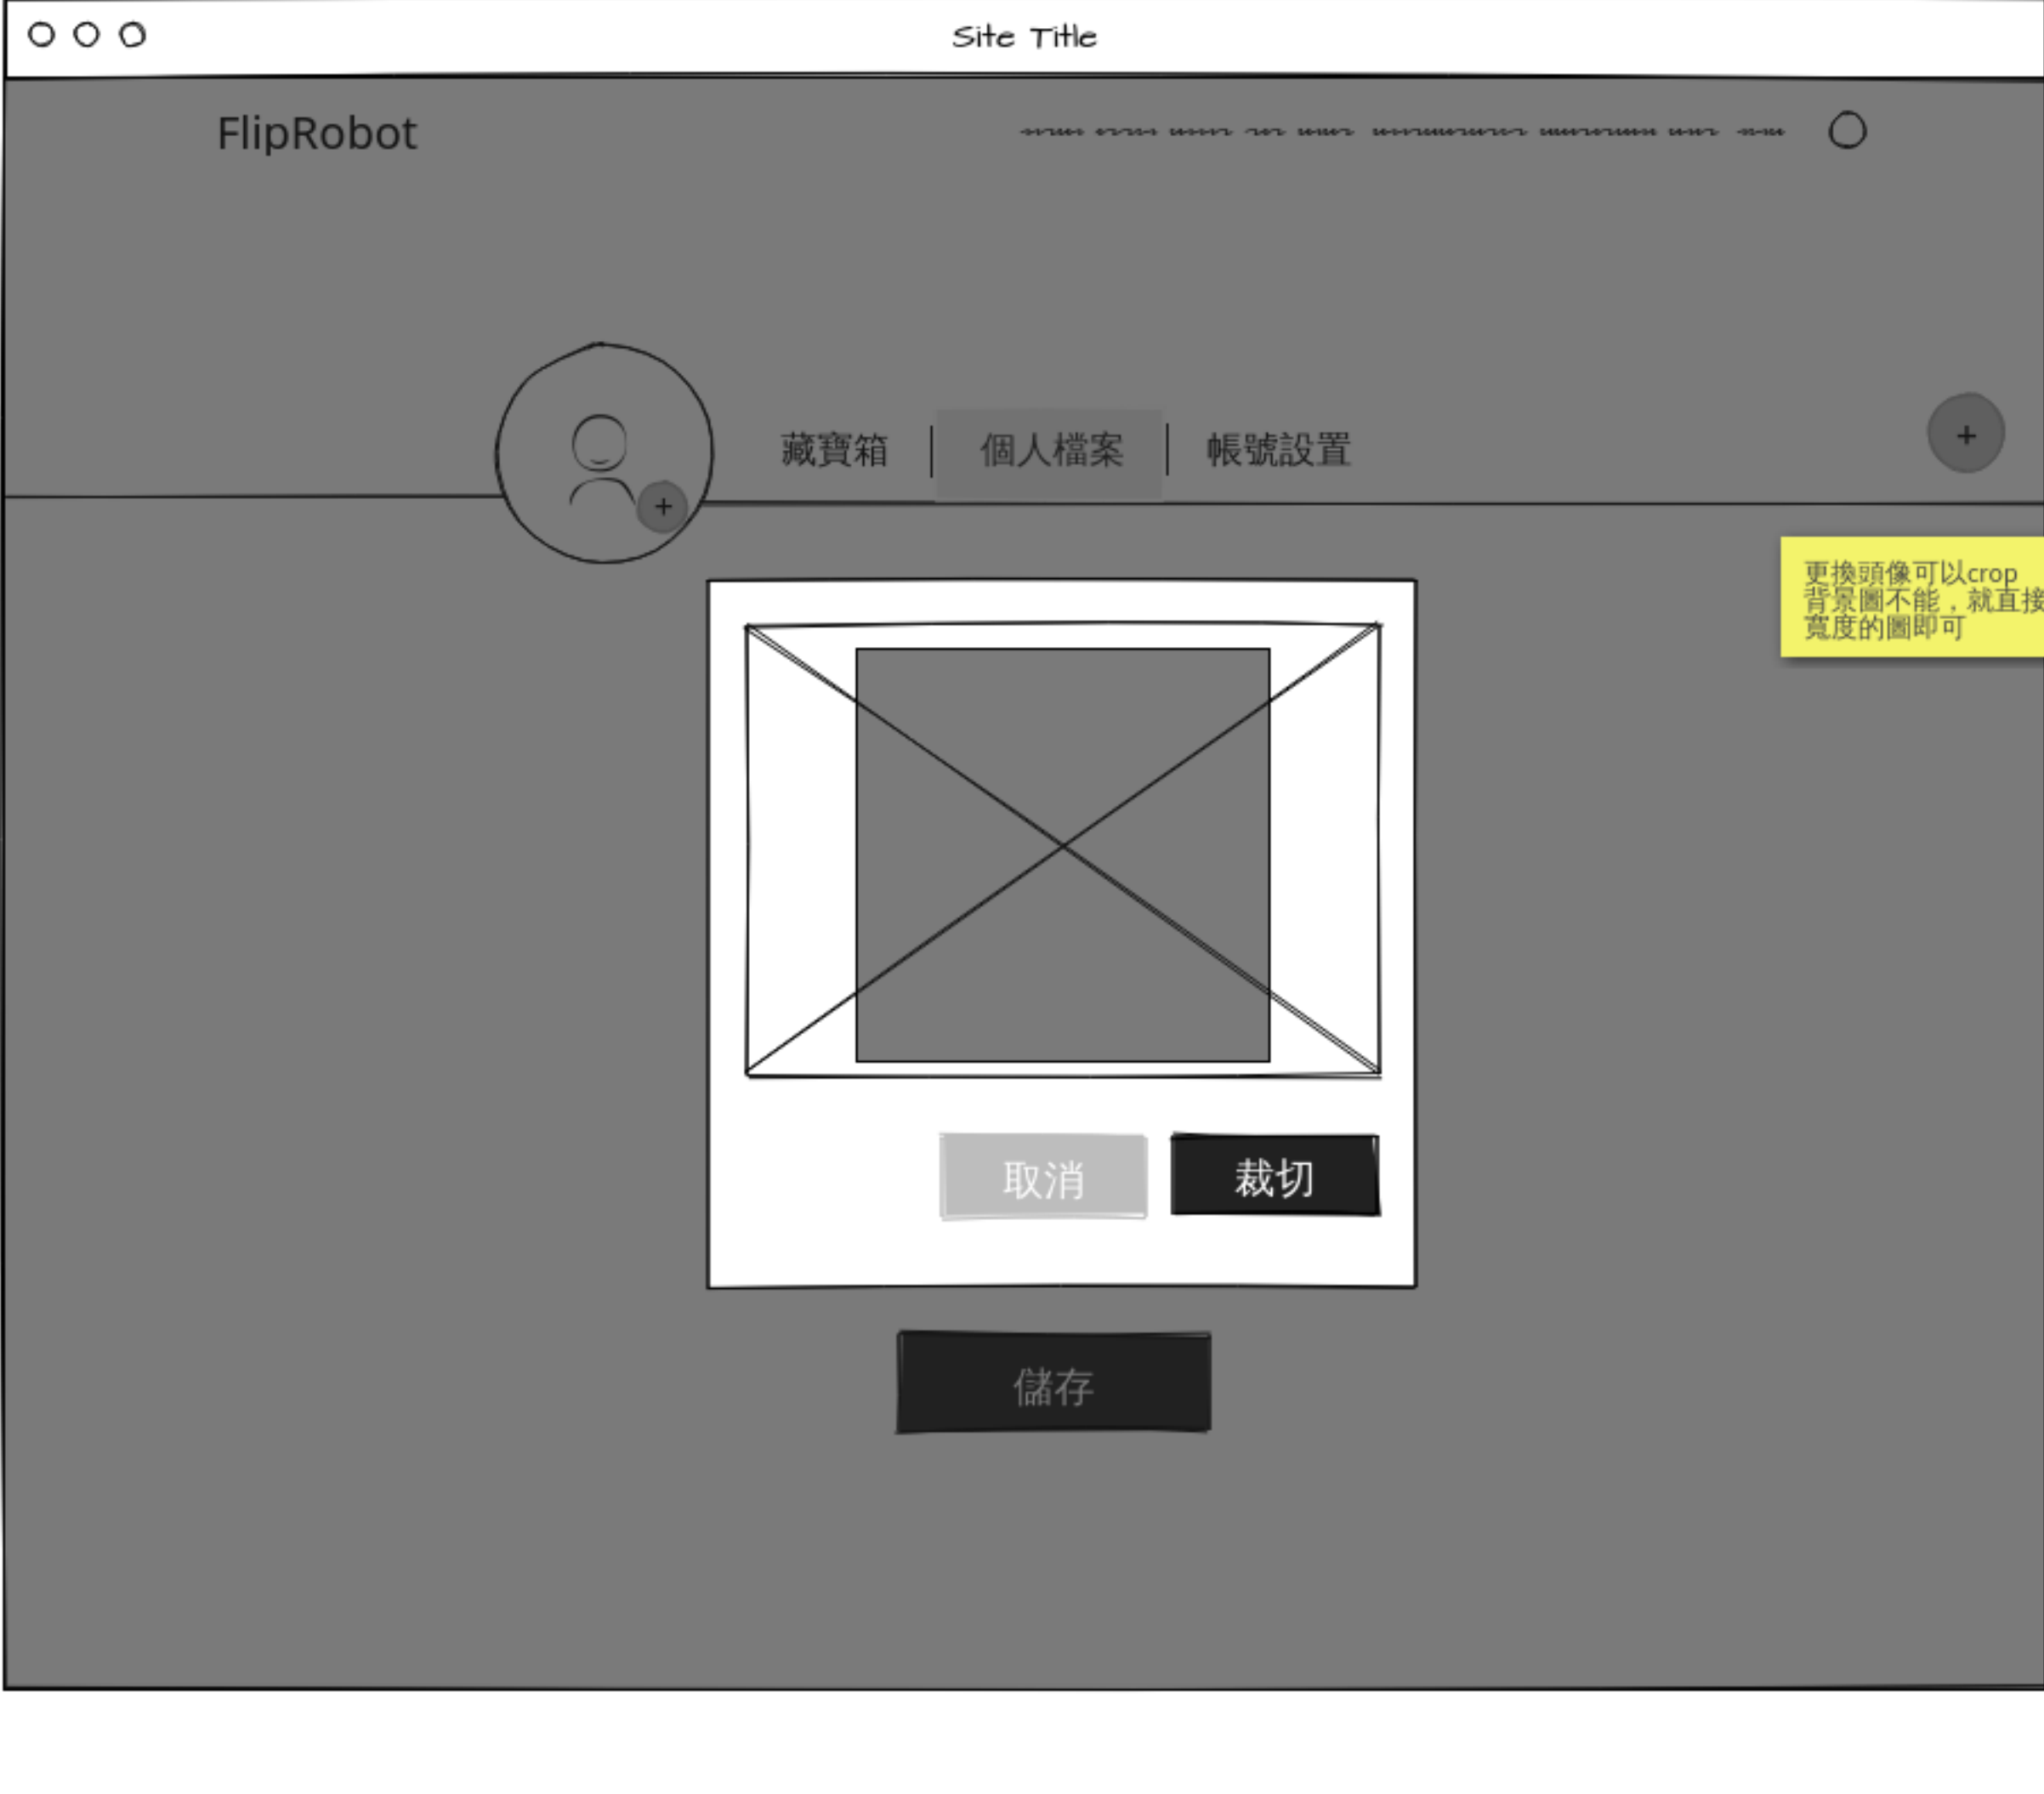 Site Title
FlipRobot
藏寶箱
個人檔案
帳號設置
+
+
更換頭像可以crop
背景圖不能，就直接
寬度的圖即可
取消
裁切
儲存